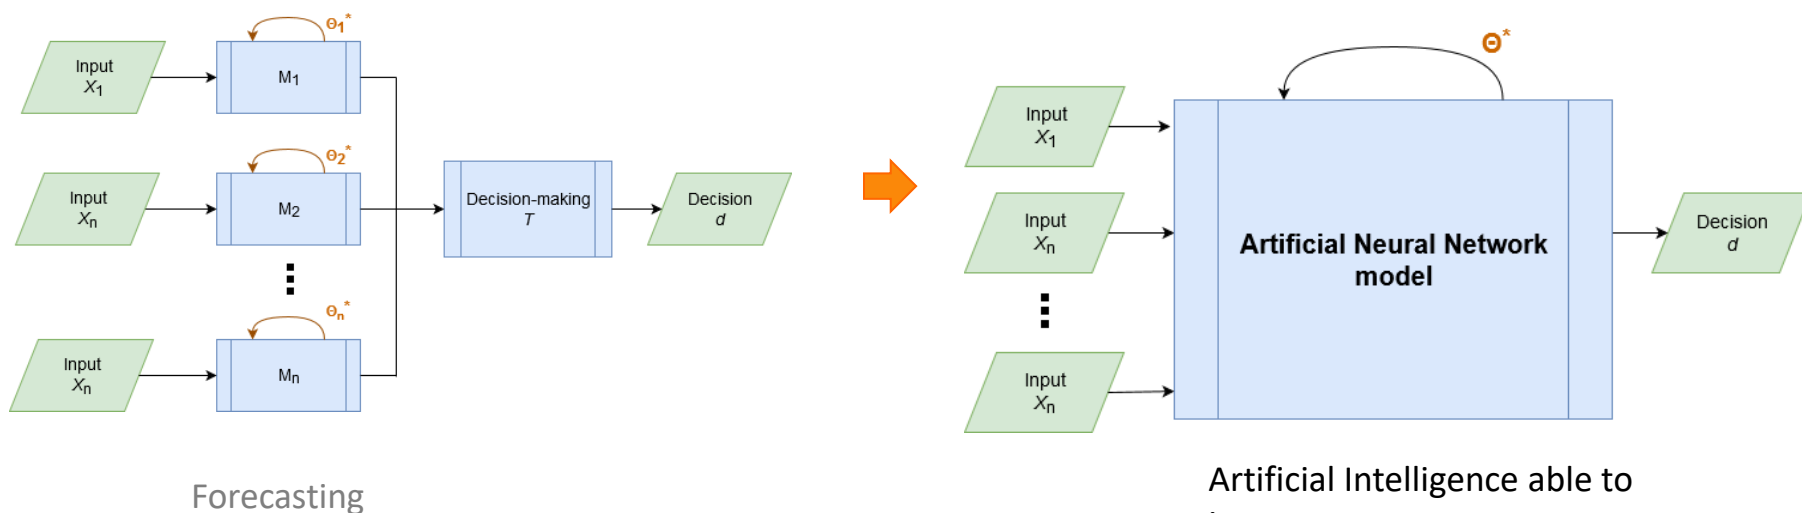 Θ1*
Input
X1
M1
Θ2*
Input
Xn
M2
Decision-making
T
Decision
d
Θn*
Input
Xn
Mn
Forecasting
Θ*
Input
X1
Input
Xn
Artificial Neural Network
model
Decision
d
Input
Xn
Artificial Intelligence able to